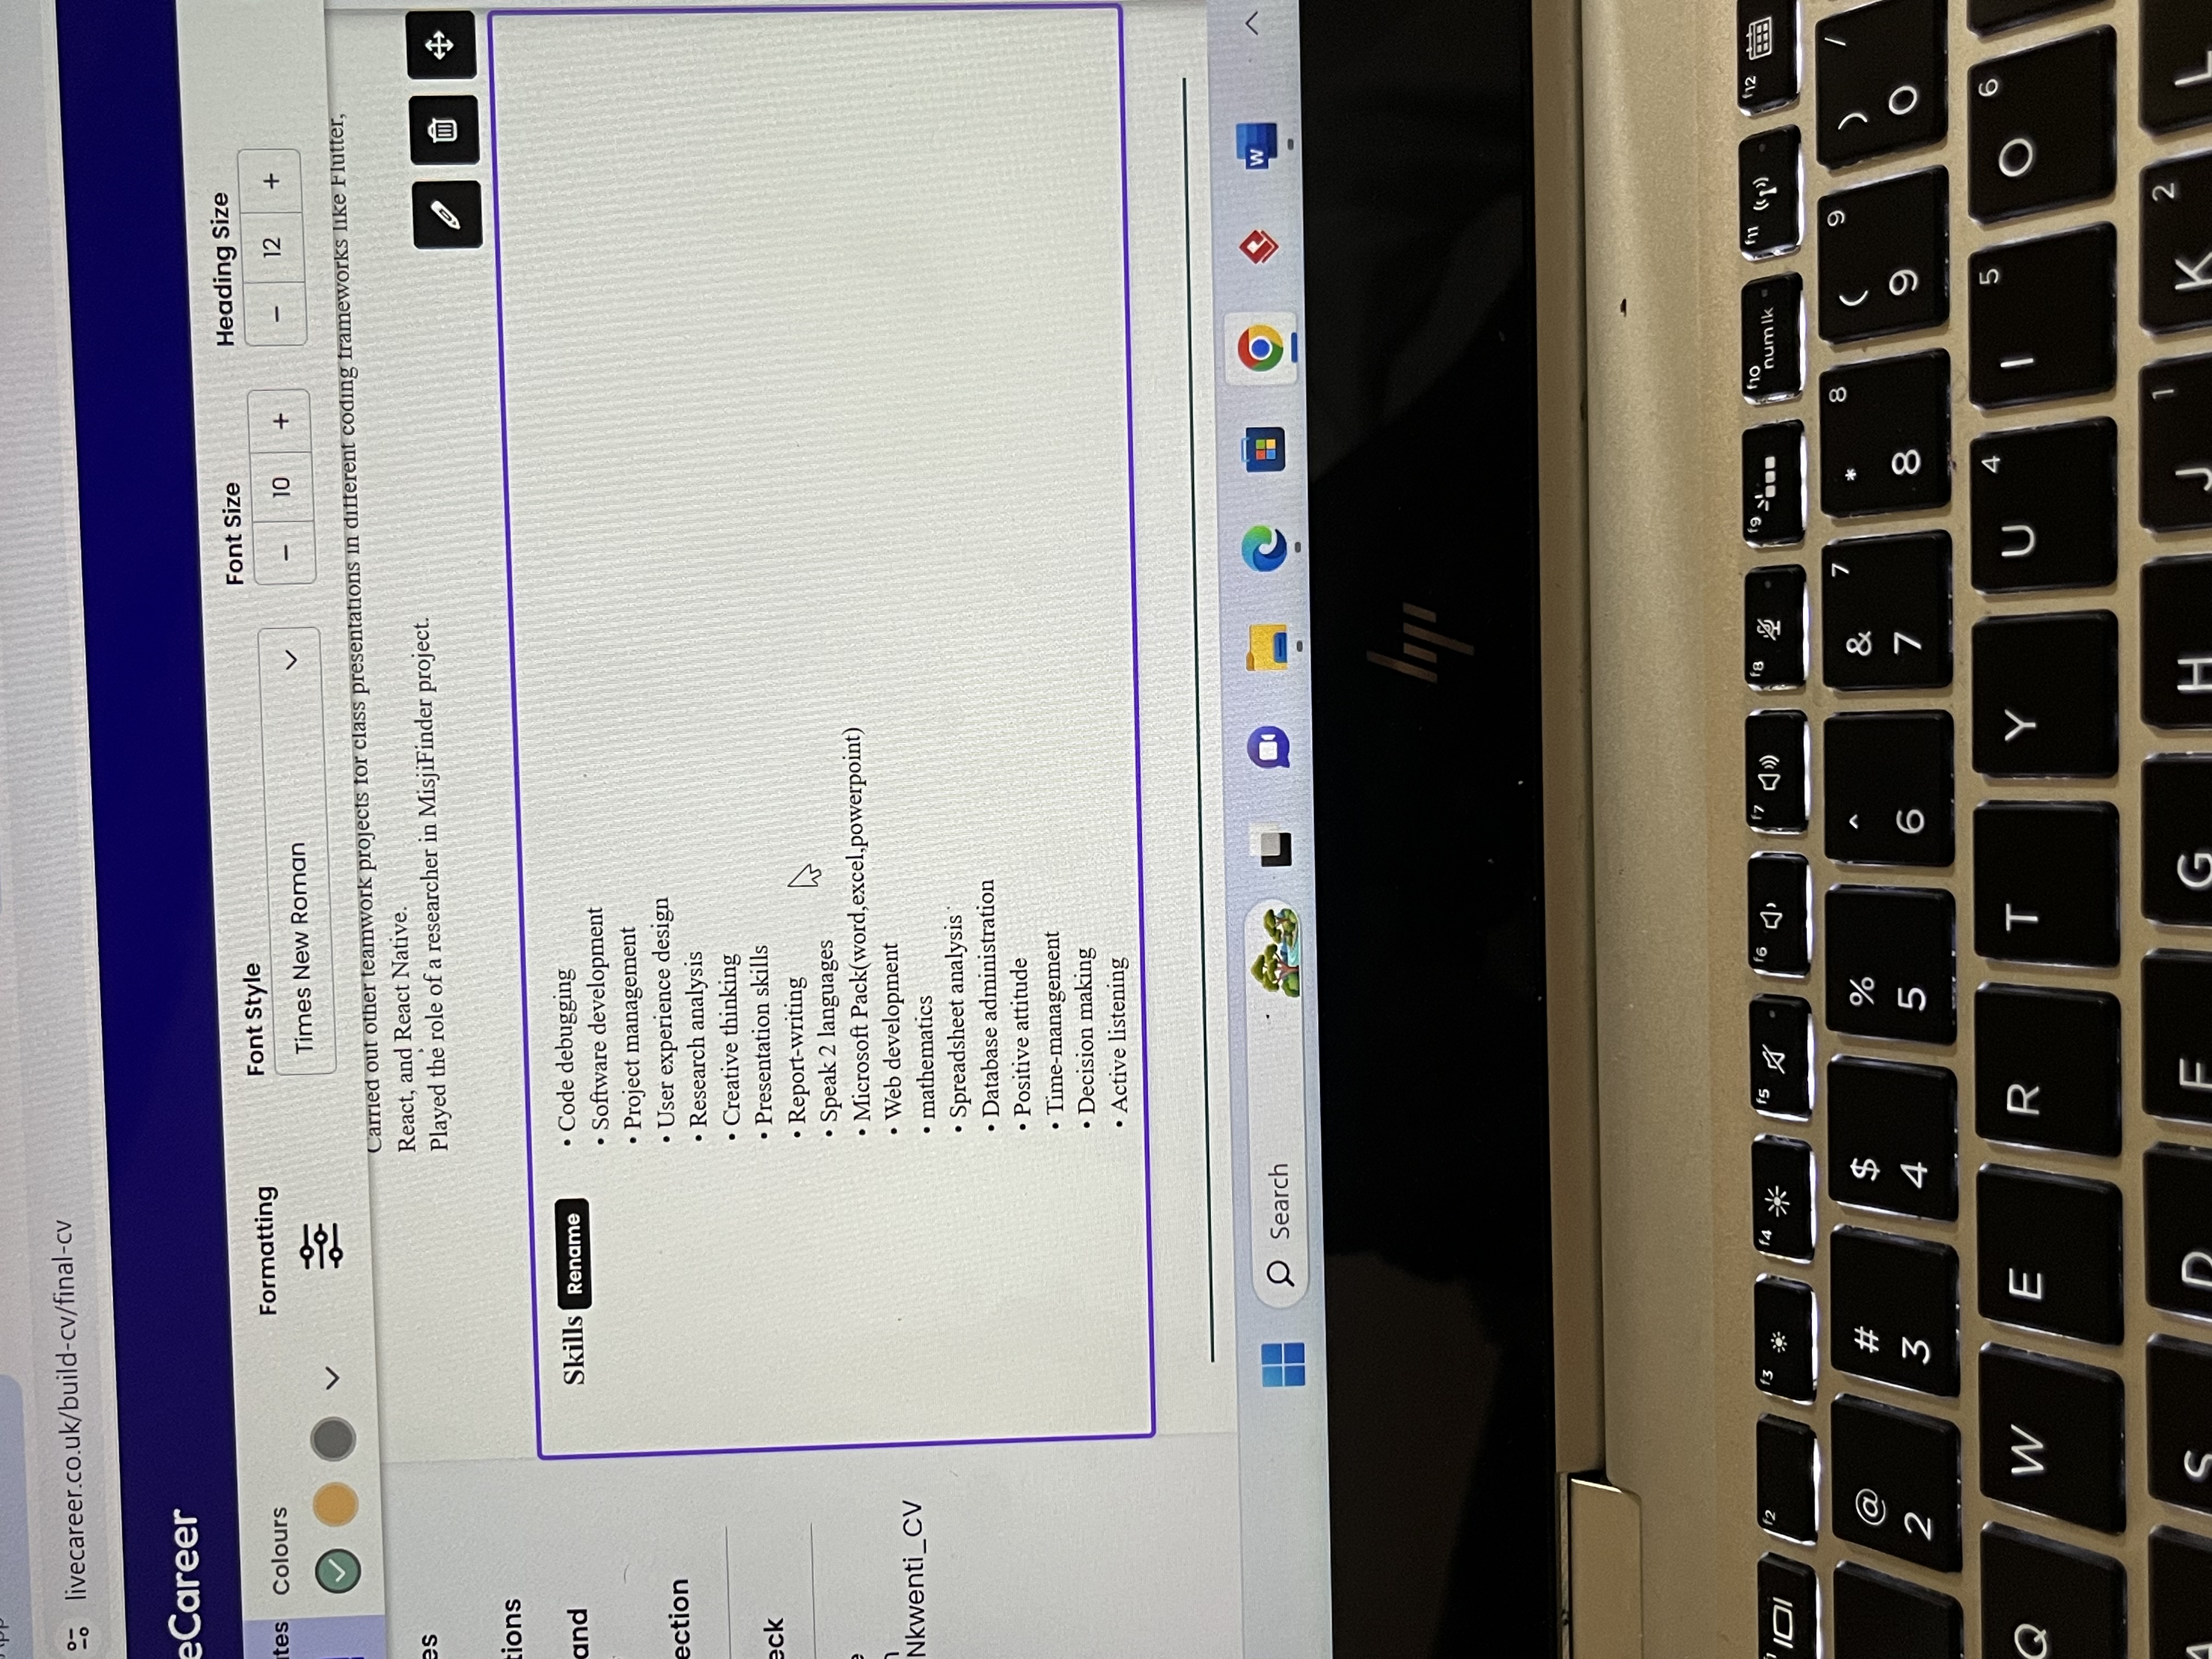 livecareer.co.uk/build-cv/final-cv
eCareer
tes
Colours
Formatting
Font Style
Times New Roman
Font Size
− 10 +
Heading Size
− 12 +
Carried out other teamwork projects for class presentations in different coding frameworks like Flutter,
React, and React Native.
Played the role of a researcher in MisjiFinder project.
es
tions
and
ection
eck
e
n
Nkwenti_CV
Skills Rename
• Code debugging
• Software development
• Project management
• User experience design
• Research analysis
• Creative thinking
• Presentation skills
• Report-writing
• Speak 2 languages
• Microsoft Pack(word,excel,powerpoint)
• Web development
• mathematics
• Spreadsheet analysis
• Database administration
• Positive attitude
• Time-management
• Decision making
• Active listening
Search
W
hp
f2 f3 f4 f5 f6 f7 f8 f9 f10 num lk f11 f12
@ # $ % ^ & 7 * 8 ( 9 ) /
2 3 4 5 6 7 8 9 0
Q W E R T Y U 4 I 5 O 6
A S D F G H J 1 K 2 L